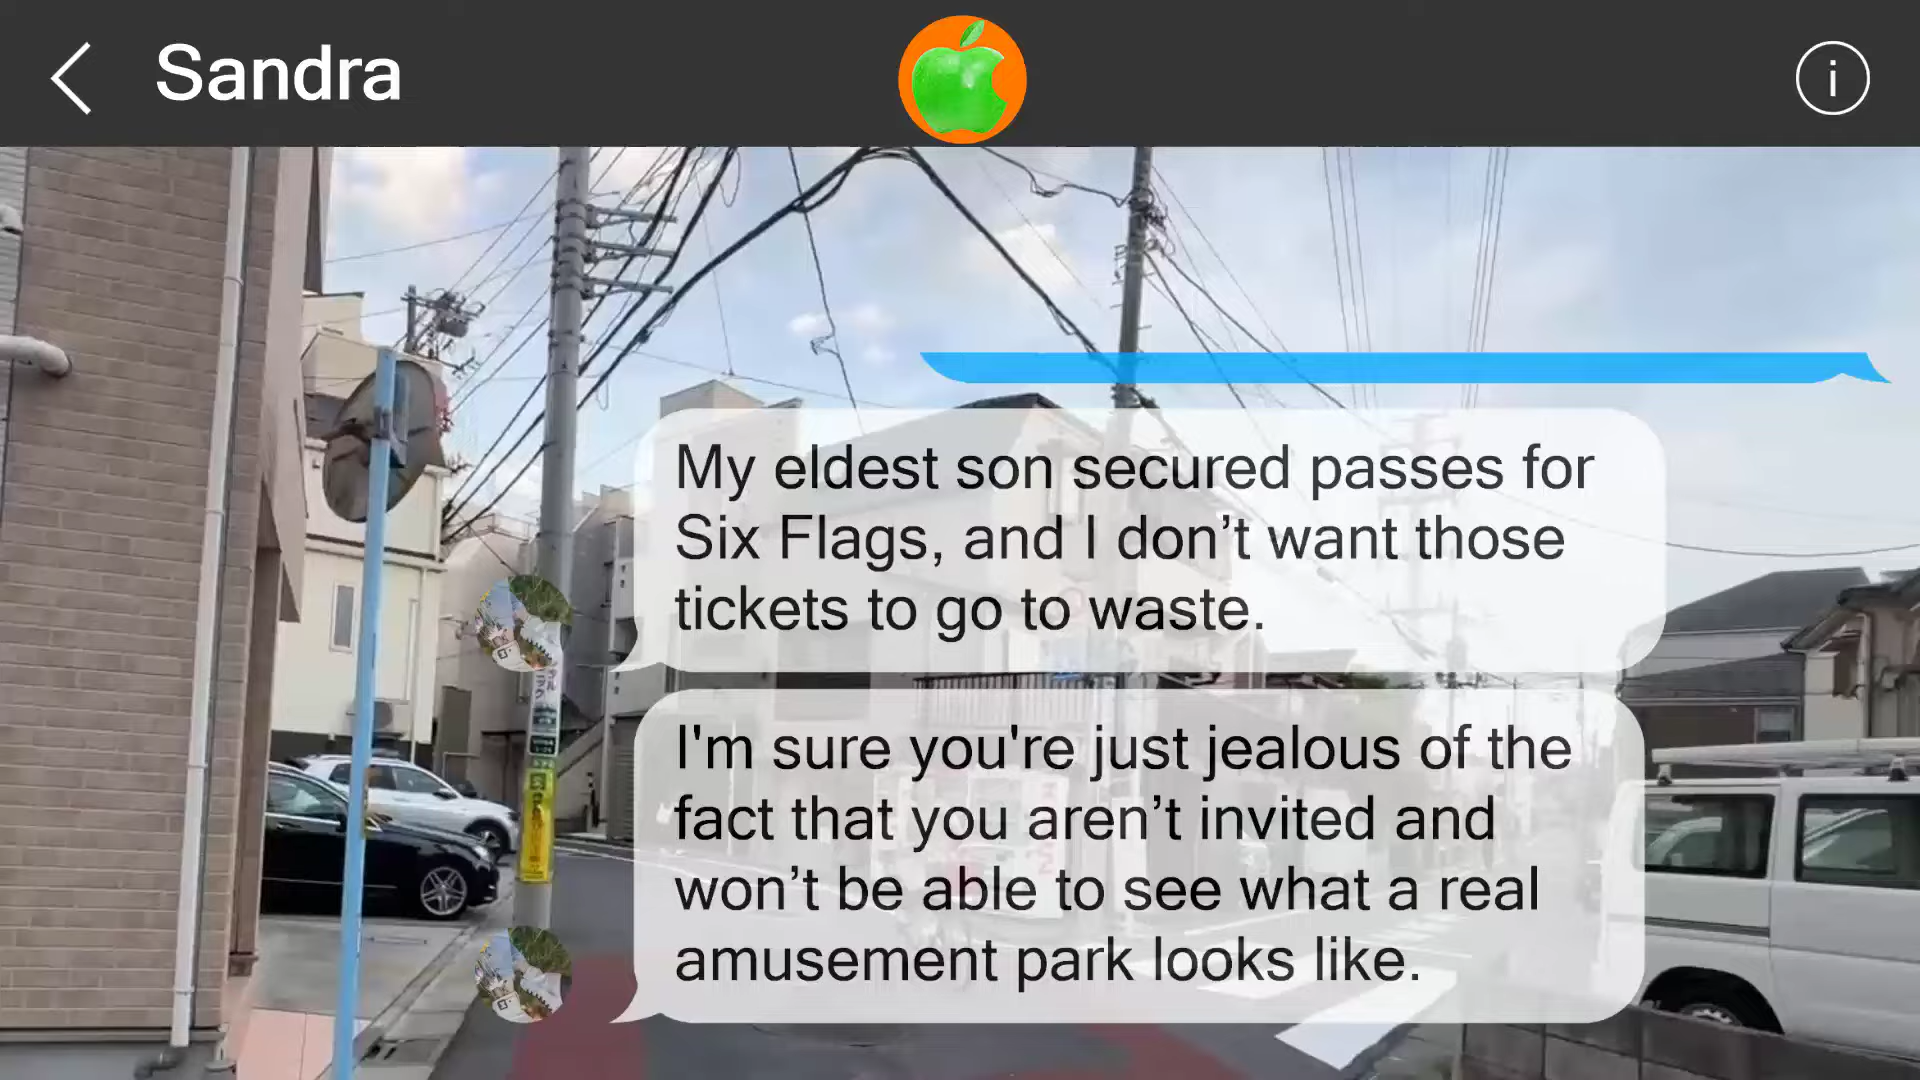 Sandra
i
My eldest son secured passes for
Six Flags, and I don’t want those
tickets to go to waste.
I'm sure you're just jealous of the
fact that you aren’t invited and
won’t be able to see what a real
amusement park looks like.